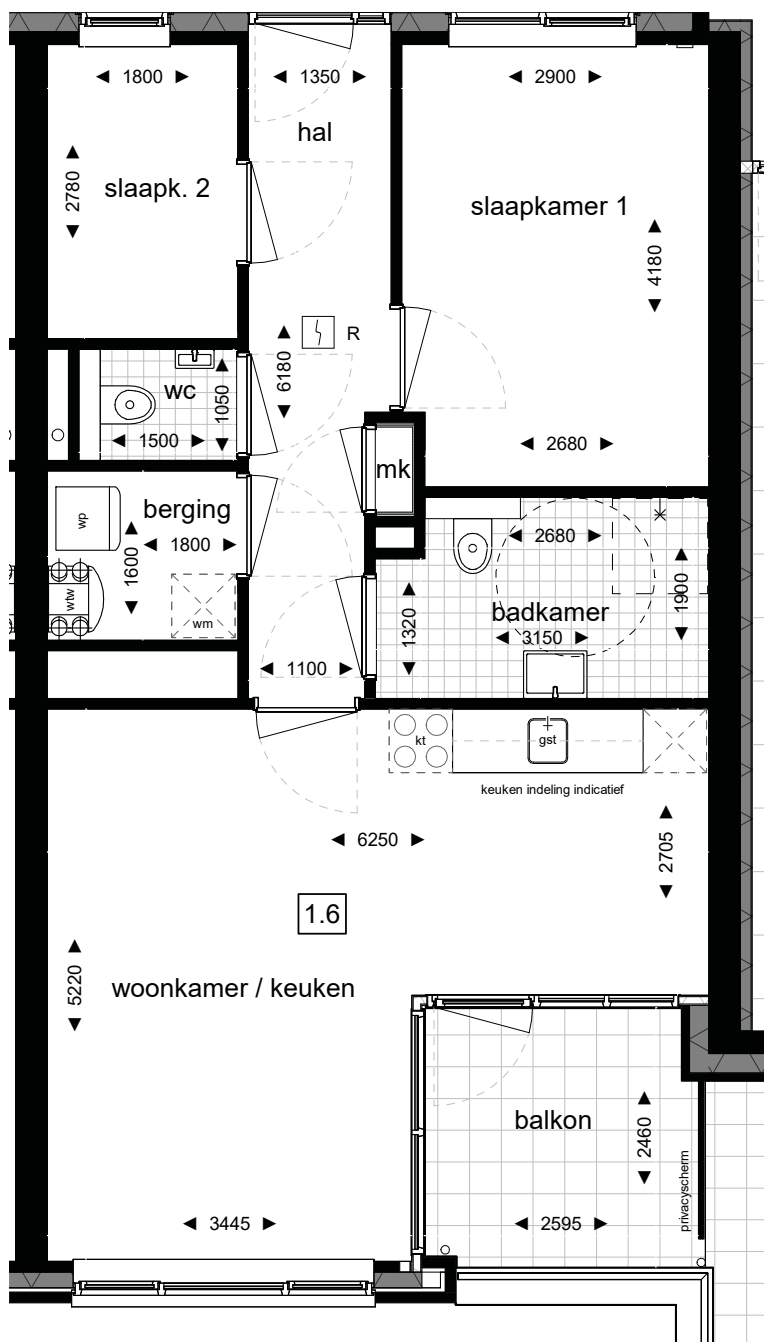 1800
1350
2900
hal
2780
slaapk. 2
slaapkamer 1
4180
R
6180
wc
1050
1500
2680
mk
wp
berging
1800
1600
2680
wtw
wm
badkamer
1320
1900
3150
1100
kt
gst
keuken indeling indicatief
6250
2705
1.6
5220
woonkamer / keuken
balkon
2460
privacyscherm
3445
2595